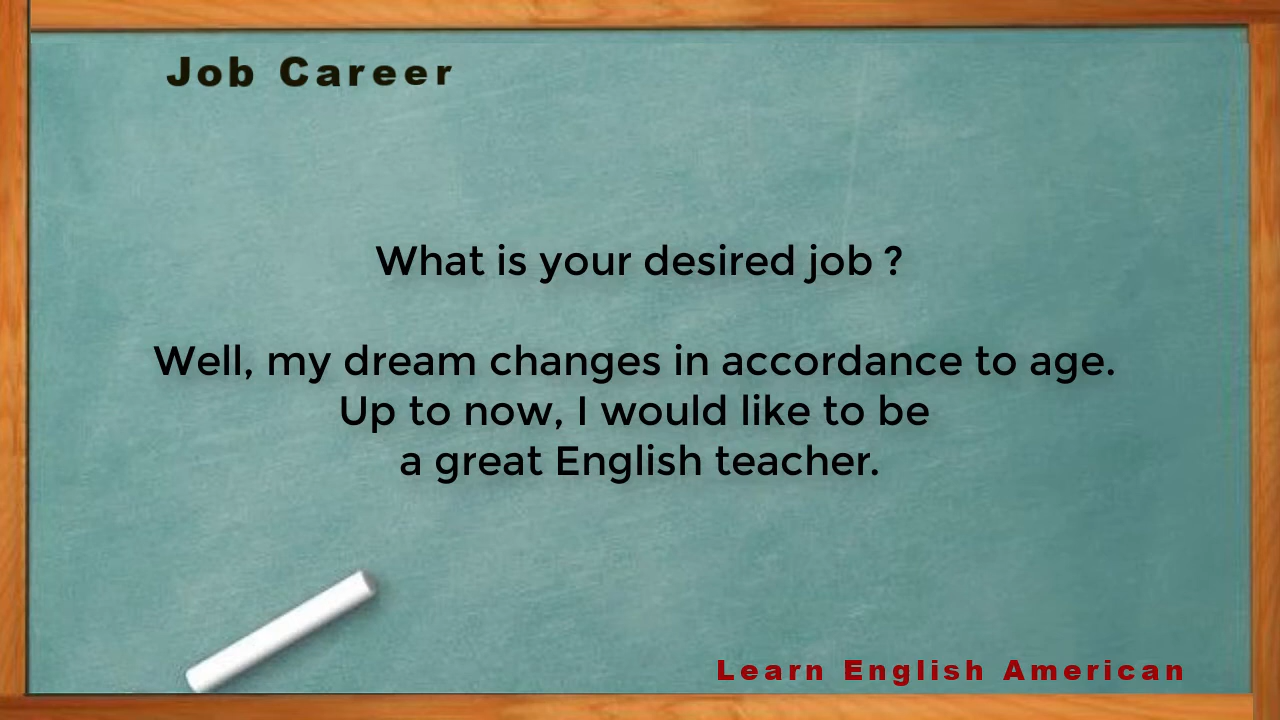 Job Career
What is your desired job ?
Well, my dream changes in accordance to age.
Up to now, I would like to be
a great English teacher.
Learn English American